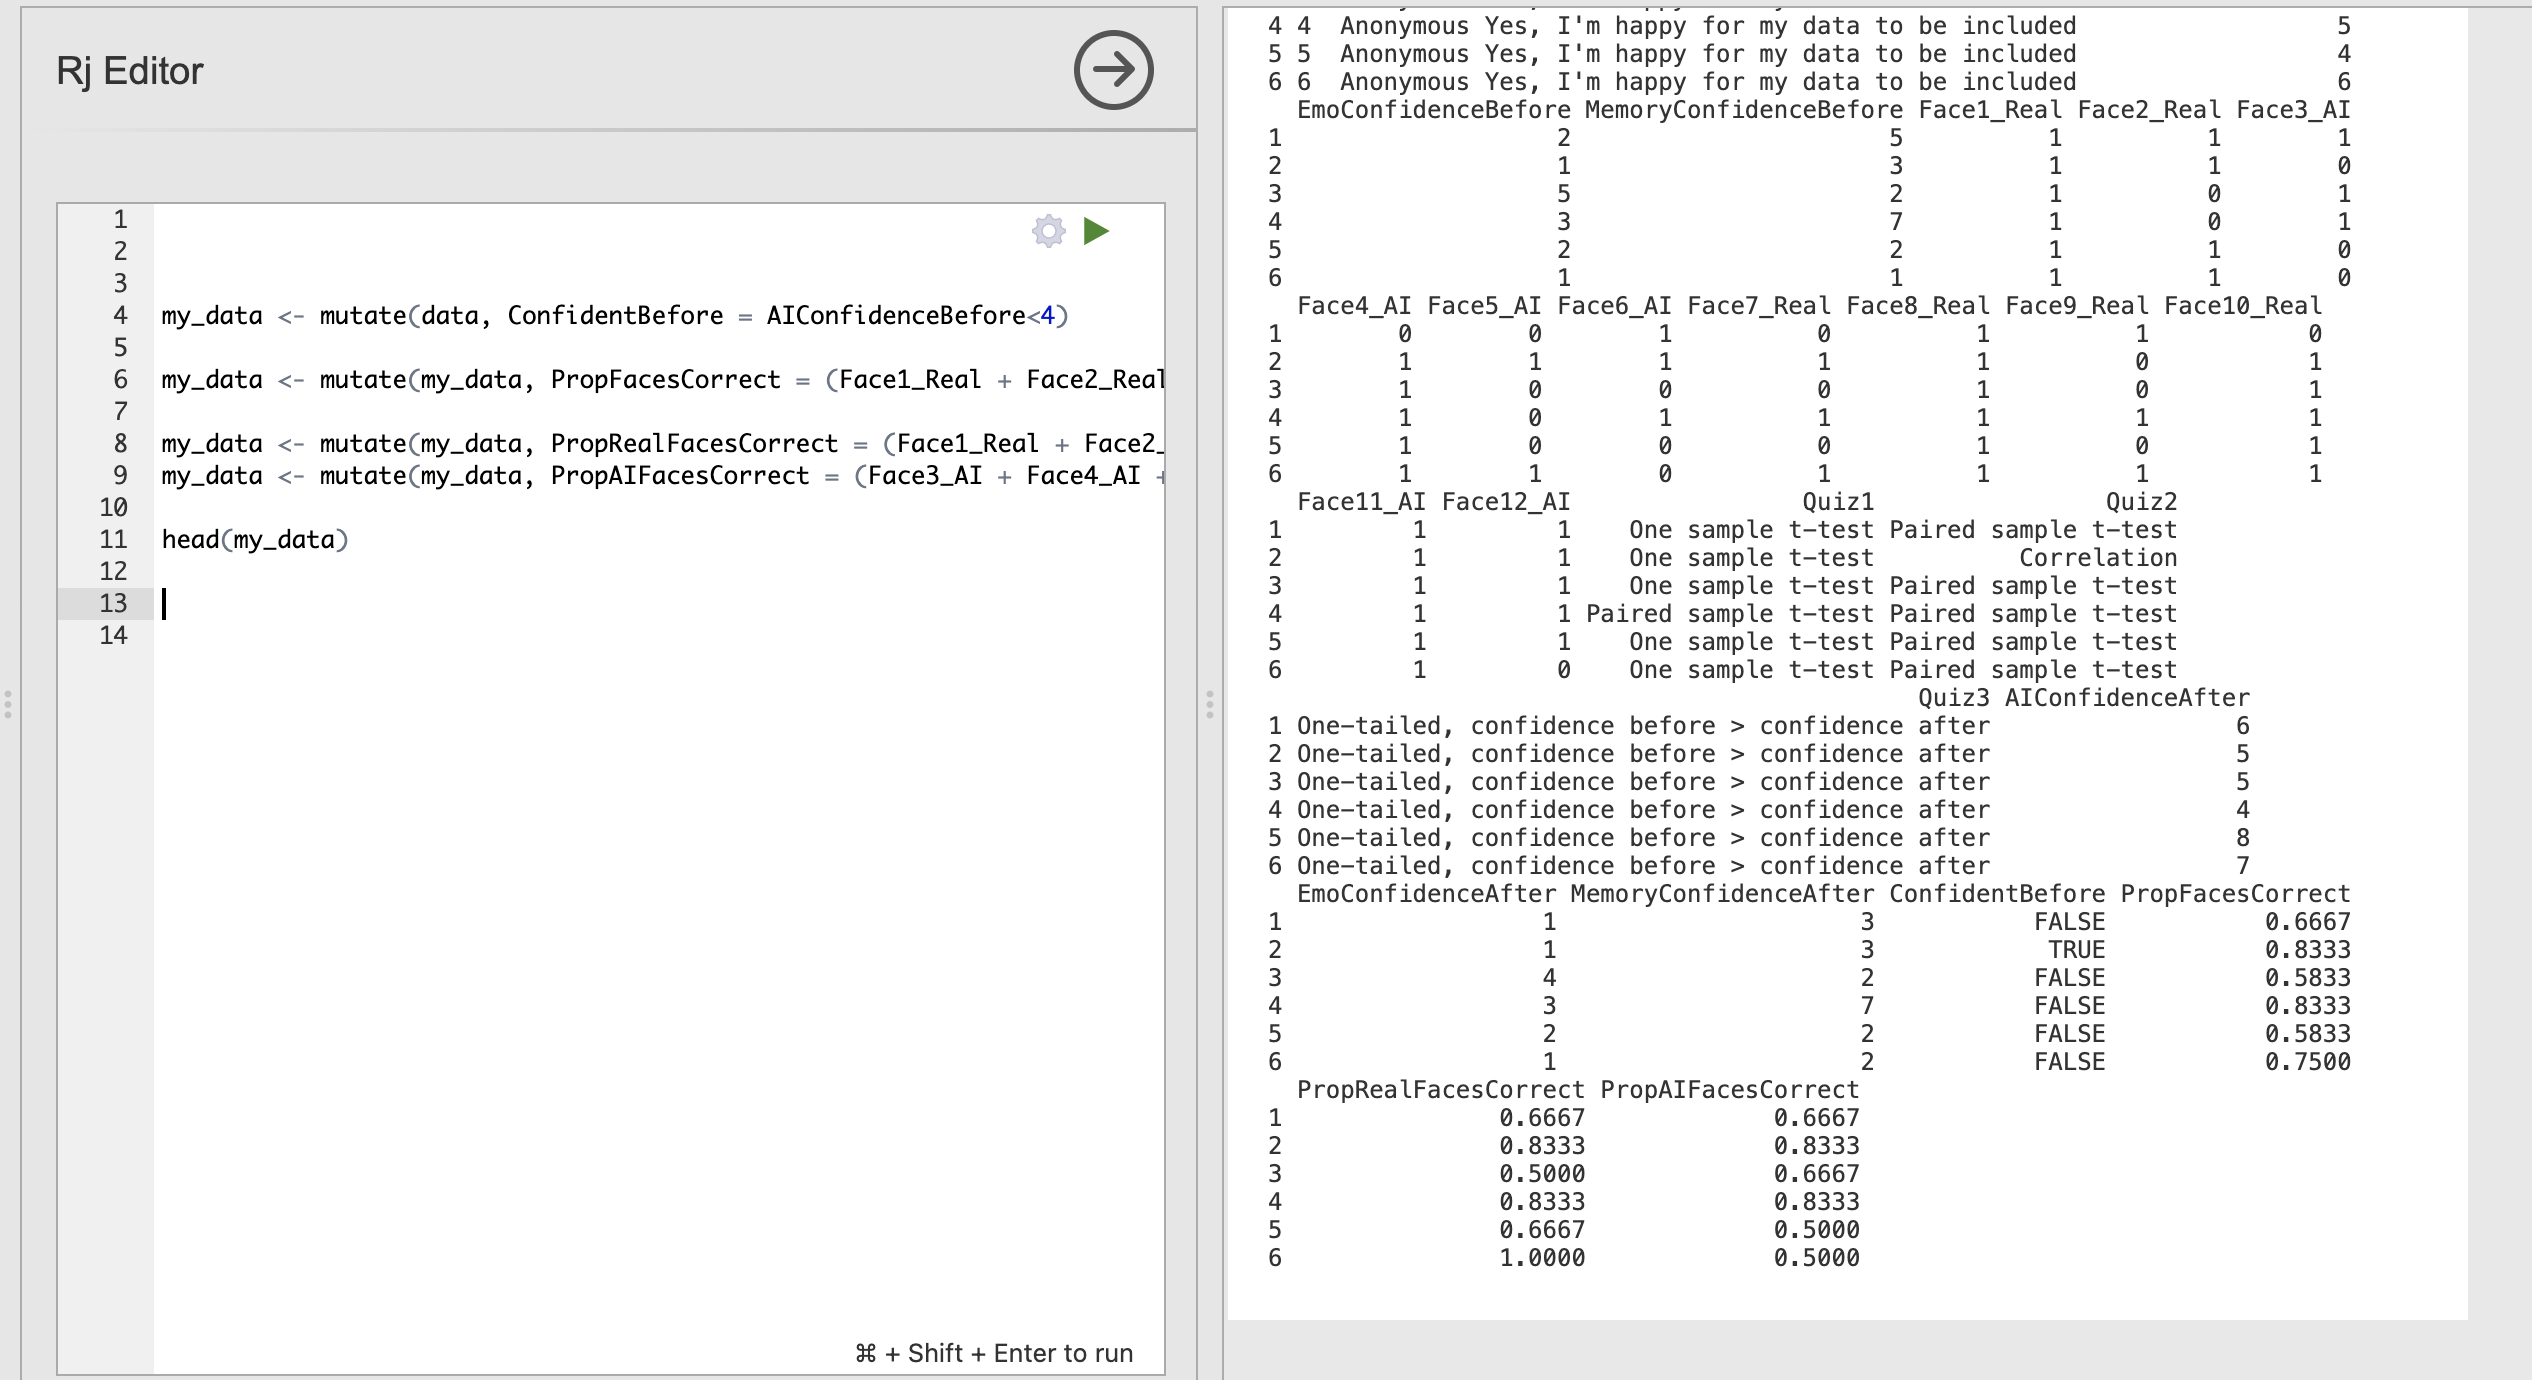 Rj Editor
1
2
3
4 my_data <- mutate(data, ConfidentBefore = AIConfidenceBefore<4)
5
6 my_data <- mutate(my_data, PropFacesCorrect = (Face1_Real + Face2_Real
7
8 my_data <- mutate(my_data, PropRealFacesCorrect = (Face1_Real + Face2_
9 my_data <- mutate(my_data, PropAIFacesCorrect = (Face3_AI + Face4_AI +
10
11 head(my_data)
12
13
14
⌘ + Shift + Enter to run
4 4 Anonymous Yes, I'm happy for my data to be included 5
5 5 Anonymous Yes, I'm happy for my data to be included 4
6 6 Anonymous Yes, I'm happy for my data to be included 6
EmoConfidenceBefore MemoryConfidenceBefore Face1_Real Face2_Real Face3_AI
1 2 5 1 1 1
2 1 3 1 1 0
3 5 2 1 0 1
4 3 7 1 0 1
5 2 2 1 1 0
6 1 1 1 1 0
Face4_AI Face5_AI Face6_AI Face7_Real Face8_Real Face9_Real Face10_Real
1 0 0 1 0 1 1 0
2 1 1 1 1 1 0 1
3 1 0 0 0 1 0 1
4 1 0 1 1 1 1 1
5 1 0 0 0 1 0 1
6 1 1 0 1 1 1 1
Face11_AI Face12_AI Quiz1 Quiz2
1 1 1 One sample t-test Paired sample t-test
2 1 1 One sample t-test Correlation
3 1 1 One sample t-test Paired sample t-test
4 1 1 Paired sample t-test Paired sample t-test
5 1 1 One sample t-test Paired sample t-test
6 1 0 One sample t-test Paired sample t-test
Quiz3 AIConfidenceAfter
1 One-tailed, confidence before > confidence after 6
2 One-tailed, confidence before > confidence after 5
3 One-tailed, confidence before > confidence after 5
4 One-tailed, confidence before > confidence after 4
5 One-tailed, confidence before > confidence after 8
6 One-tailed, confidence before > confidence after 7
EmoConfidenceAfter MemoryConfidenceAfter ConfidentBefore PropFacesCorrect
1 1 3 FALSE 0.6667
2 1 3 TRUE 0.8333
3 4 2 FALSE 0.5833
4 3 7 FALSE 0.8333
5 2 2 FALSE 0.5833
6 1 2 FALSE 0.7500
PropRealFacesCorrect PropAIFacesCorrect
1 0.6667 0.6667
2 0.8333 0.8333
3 0.5000 0.6667
4 0.8333 0.8333
5 0.6667 0.5000
6 1.0000 0.5000